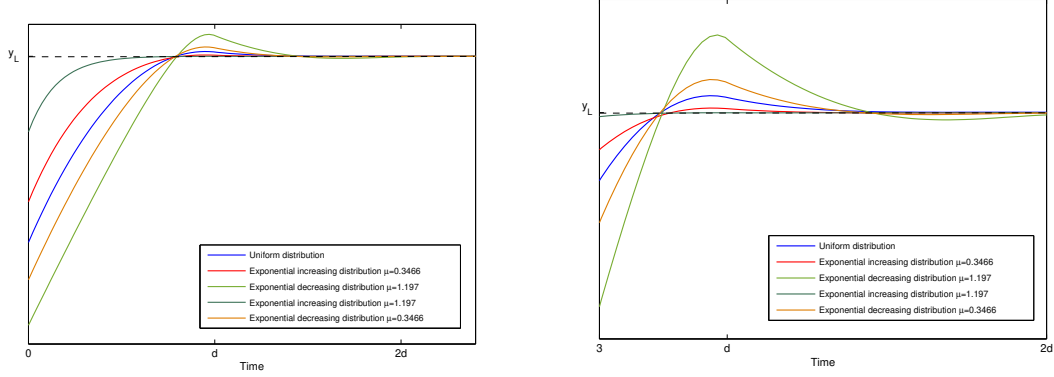 y_L
Uniform distribution
Exponential increasing distribution μ=0.3466
Exponential decreasing distribution μ=1.197
Exponential increasing distribution μ=1.197
Exponential decreasing distribution μ=0.3466
0 d 2d
Time
y_L
Uniform distribution
Exponential increasing distribution μ=0.3466
Exponential decreasing distribution μ=1.197
Exponential increasing distribution μ=1.197
Exponential decreasing distribution μ=0.3466
3 d 2d
Time